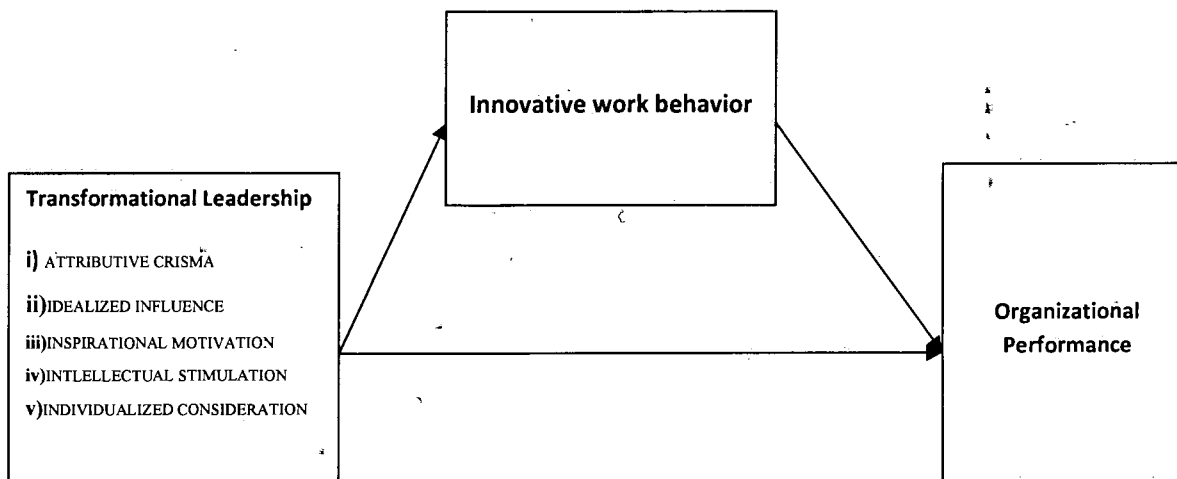 Innovative work behavior
Transformational Leadership
i) ATTRIBUTIVE CRISMA
ii)IDEALIZED INFLUENCE
iii)INSPIRATIONAL MOTIVATION
iv)INTLELLECTUAL STIMULATION
v)INDIVIDUALIZED CONSIDERATION
Organizational
Performance